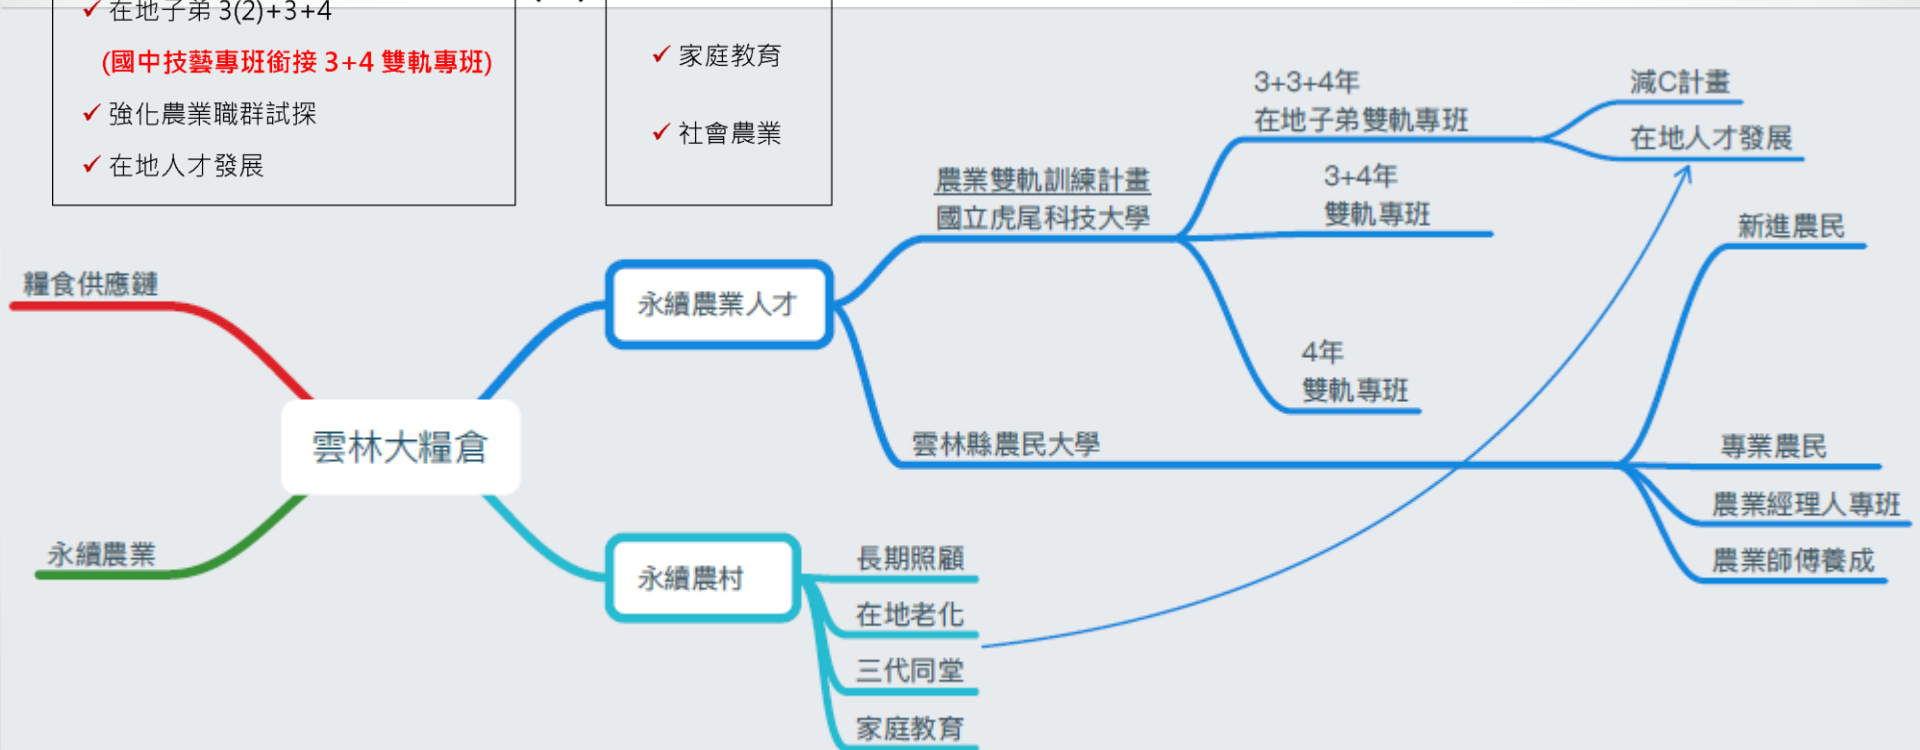 ✓ 在地子弟 3(2)+3+4
(國中技藝專班銜接 3+4 雙軌專班)
✓ 強化農業職群試探
✓ 在地人才發展
✓ 家庭教育
✓ 社會農業
糧食供應鏈
永續農業
雲林大糧倉
永續農業人才
農業雙軌訓練計畫
國立虎尾科技大學
3+3+4年
在地子弟雙軌專班
減C計畫
在地人才發展
3+4年
雙軌專班
4年
雙軌專班
雲林縣農民大學
新進農民
專業農民
農業經理人專班
農業師傅養成
永續農村
長期照顧
在地老化
三代同堂
家庭教育